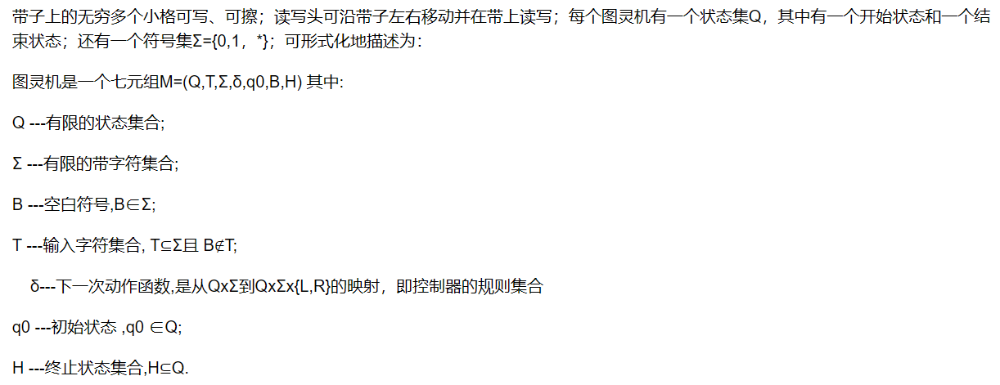 带子上的无穷多个小格可写、可擦；读写头可沿带子左右移动并在带上读写；每个图灵机有一个状态集Q，其中有一个开始状态和一个结
束状态；还有一个符号集Σ={0,1，*}；可形式化地描述为：
图灵机是一个七元组M=(Q,T,Σ,δ,q0,B,H) 其中:
Q ---有限的状态集合;
Σ ---有限的带字符集合;
B ---空白符号,B∈Σ;
T ---输入字符集合, T⊆Σ且 B∉T;
δ---下一次动作函数,是从QxΣ到QxΣx{L,R}的映射，即控制器的规则集合
q0 ---初始状态 ,q0 ∈Q;
H ---终止状态集合,H⊆Q.